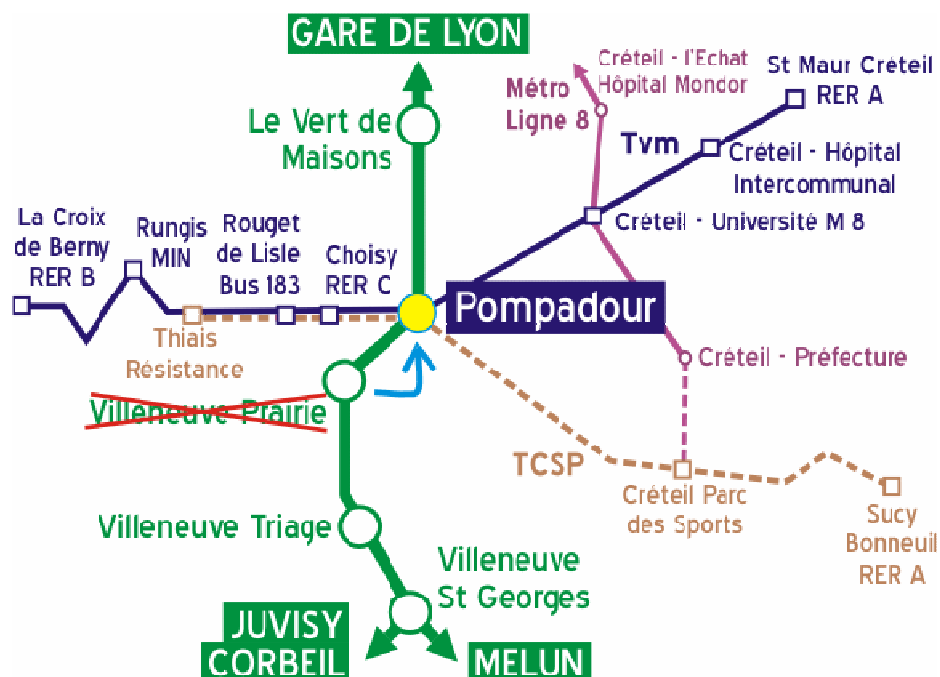 GARE DE LYON
Le Vert de
Maisons
Métro
Ligne 8
Créteil - l'Echat
Hôpital Mondor
St Maur Créteil
RER A
Tvm
Créteil - Hôpital
Intercommunal
Créteil - Université M 8
La Croix
de Berny
RER B
Rungis
MIN
Rouget
de Lisle
Bus 183
Choisy
RER C
Pompadour
Thiais
Résistance
Créteil - Préfecture
Villeneuve Prairie
TCSP
Créteil Parc
des Sports
Sucy
Bonneuil
RER A
Villeneuve Triage
Villeneuve
St Georges
JUVISY
CORBEIL
MELUN